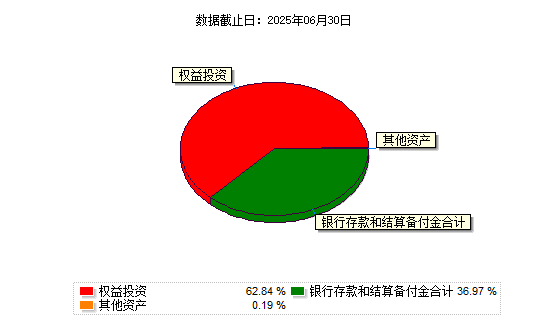 数据截止日：2025年06月30日
权益投资
其他资产
银行存款和结算备付金合计
权益投资 62.84 % 银行存款和结算备付金合计 36.97 %
其他资产 0.19 %